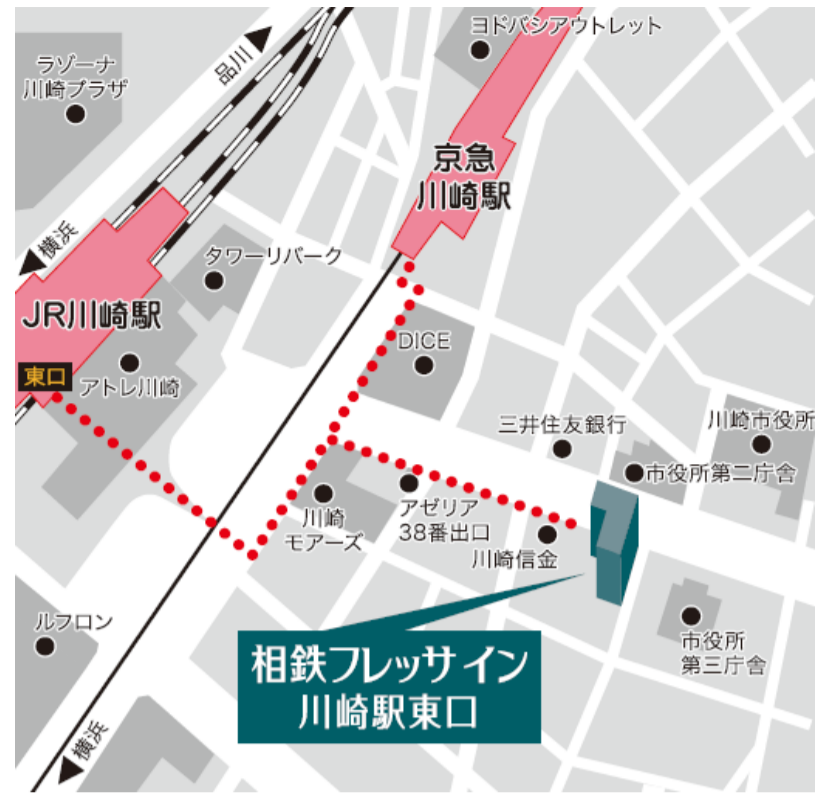 ヨドバシアウトレット
品川
ラゾーナ
川崎プラザ
京急
川崎駅
横浜
タワーリパーク
JR川崎駅
DICE
東口
アトレ川崎
三井住友銀行
川崎市役所
市役所第二庁舎
川崎
モアーズ
アゼリア
38番出口
川崎信金
ルフロン
市役所
第三庁舎
相鉄フレッサイン
川崎駅東口
横浜